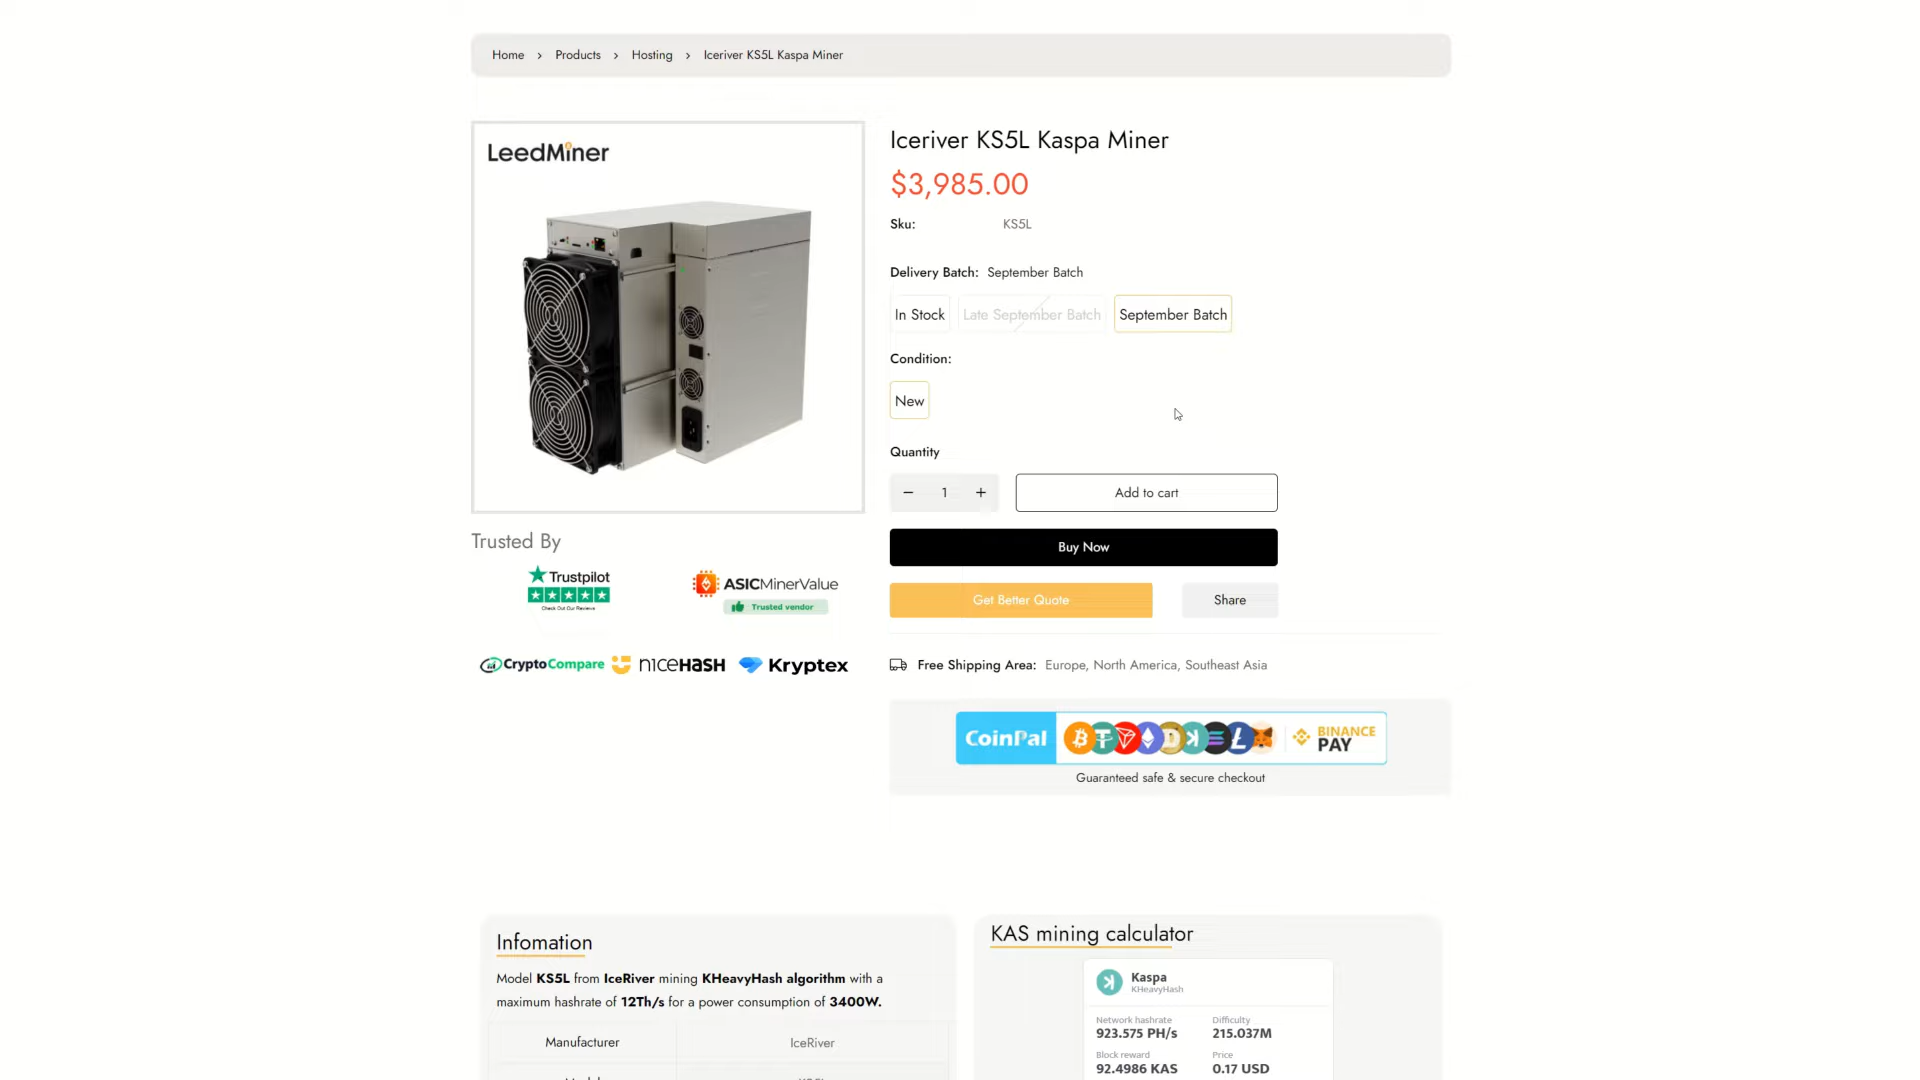 Home > Products > Hosting > Iceriver KS5L Kaspa Miner
LeedMiner
Iceriver KS5L Kaspa Miner
$3,985.00
Sku: KS5L
Delivery Batch: September Batch
In Stock Late September Batch September Batch
Condition:
New
Quantity
− 1 + Add to cart
Buy Now
Get Better Quote Share
Free Shipping Area: Europe, North America, Southeast Asia
CoinPal BINANCE PAY
Guaranteed safe & secure checkout
Trusted By
Trustpilot
Check Out Our Reviews
ASICMinerValue
Trusted vendor
CryptoCompare nICEHASH Kryptex
Infomation
Model KS5L from IceRiver mining KHeavyHash algorithm with a
maximum hashrate of 12Th/s for a power consumption of 3400W.
Manufacturer IceRiver
KAS mining calculator
Kaspa
KHeavyHash
Network hashrate Difficulty
923.575 PH/s 215.037M
Block reward Price
92.4986 KAS 0.17 USD